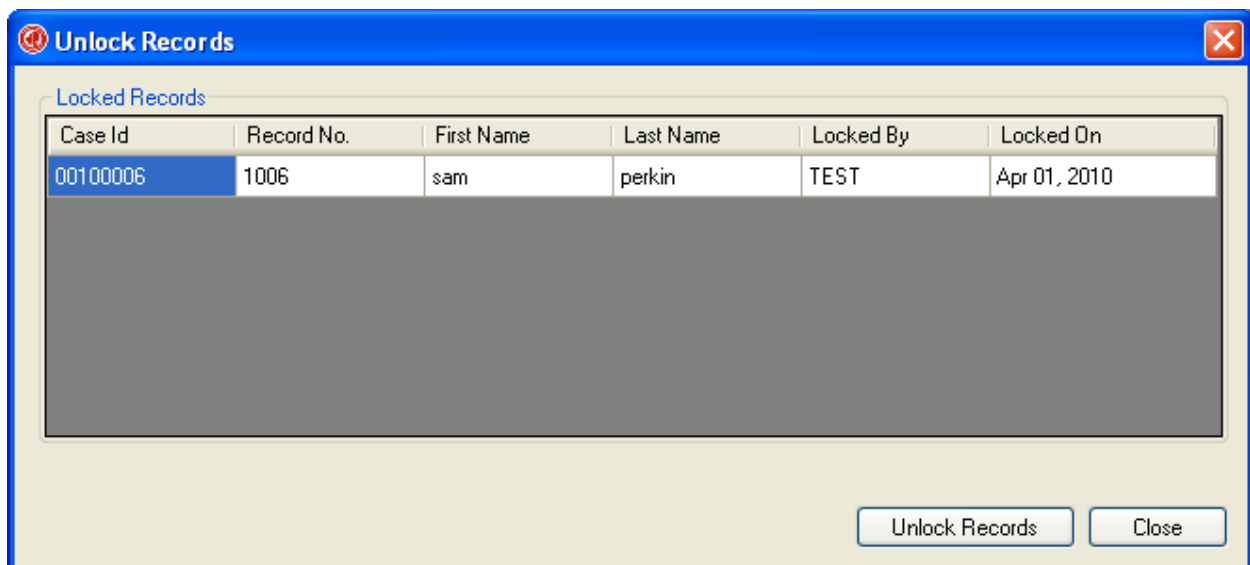 Unlock Records
Locked Records
Case Id Record No. First Name Last Name Locked By Locked On
00100006 1006 sam perkin TEST Apr 01, 2010
Unlock Records Close